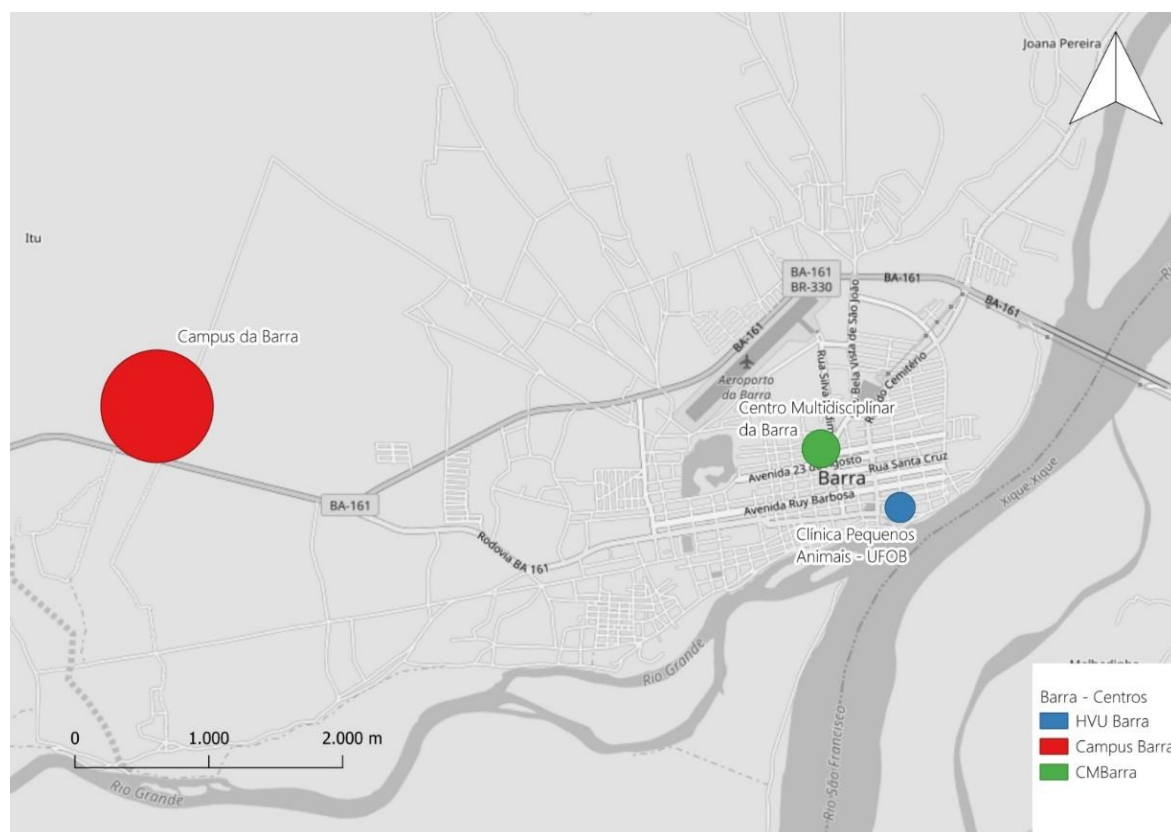 Joana Pereira
Itu
BA-161
BR-330
BA-161
BA-161
Campus da Barra
BA-161
Aeroporto
da Barra
Rua Silva
Bela Vista de São João
do Cemitério
Centro Multidisciplinar
da Barra
Avenida 23 de Agosto
Rua Santa Cruz
Barra
BA-161
Avenida Ruy Barbosa
Xique-Xique
Rodovia BA 161
Clínica Pequenos
Animais - UFOB
Rio Grande
0 1.000 2.000 m
Rio Grande
Rio São Francisco
Barra - Centros
HVU Barra
Campus Barra
CMBarra